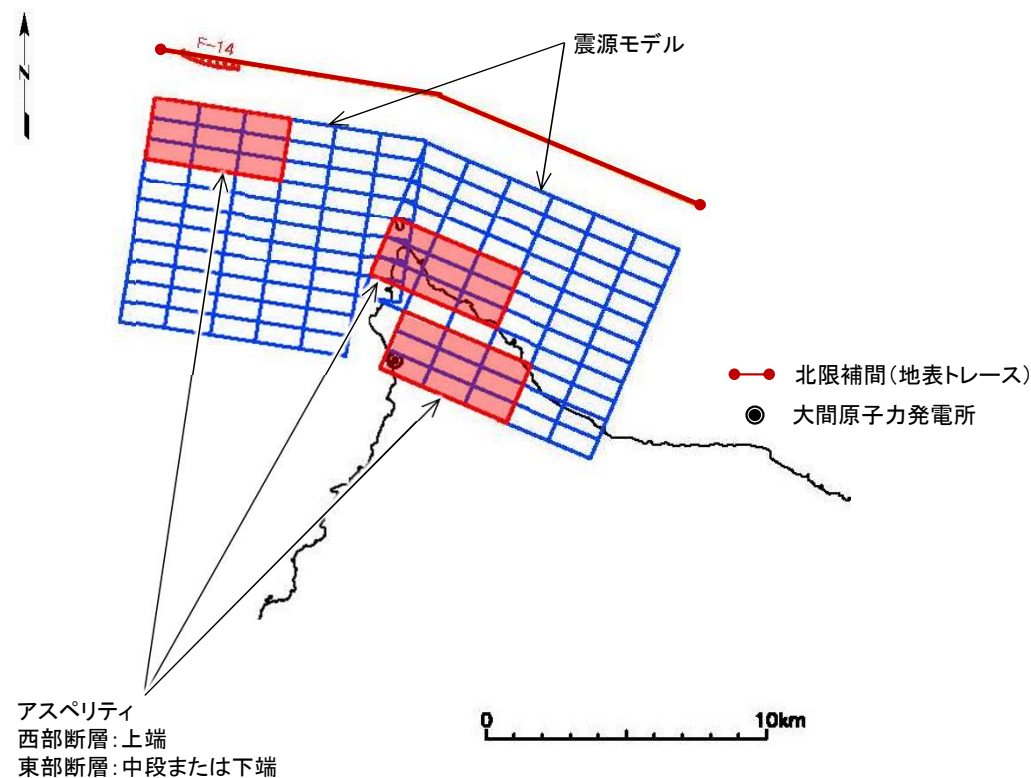 N
F-14
震源モデル
北限補間(地表トレース)
大間原子力発電所
アスペリティ
西部断層:上端
東部断層:中段または下端
0 10km